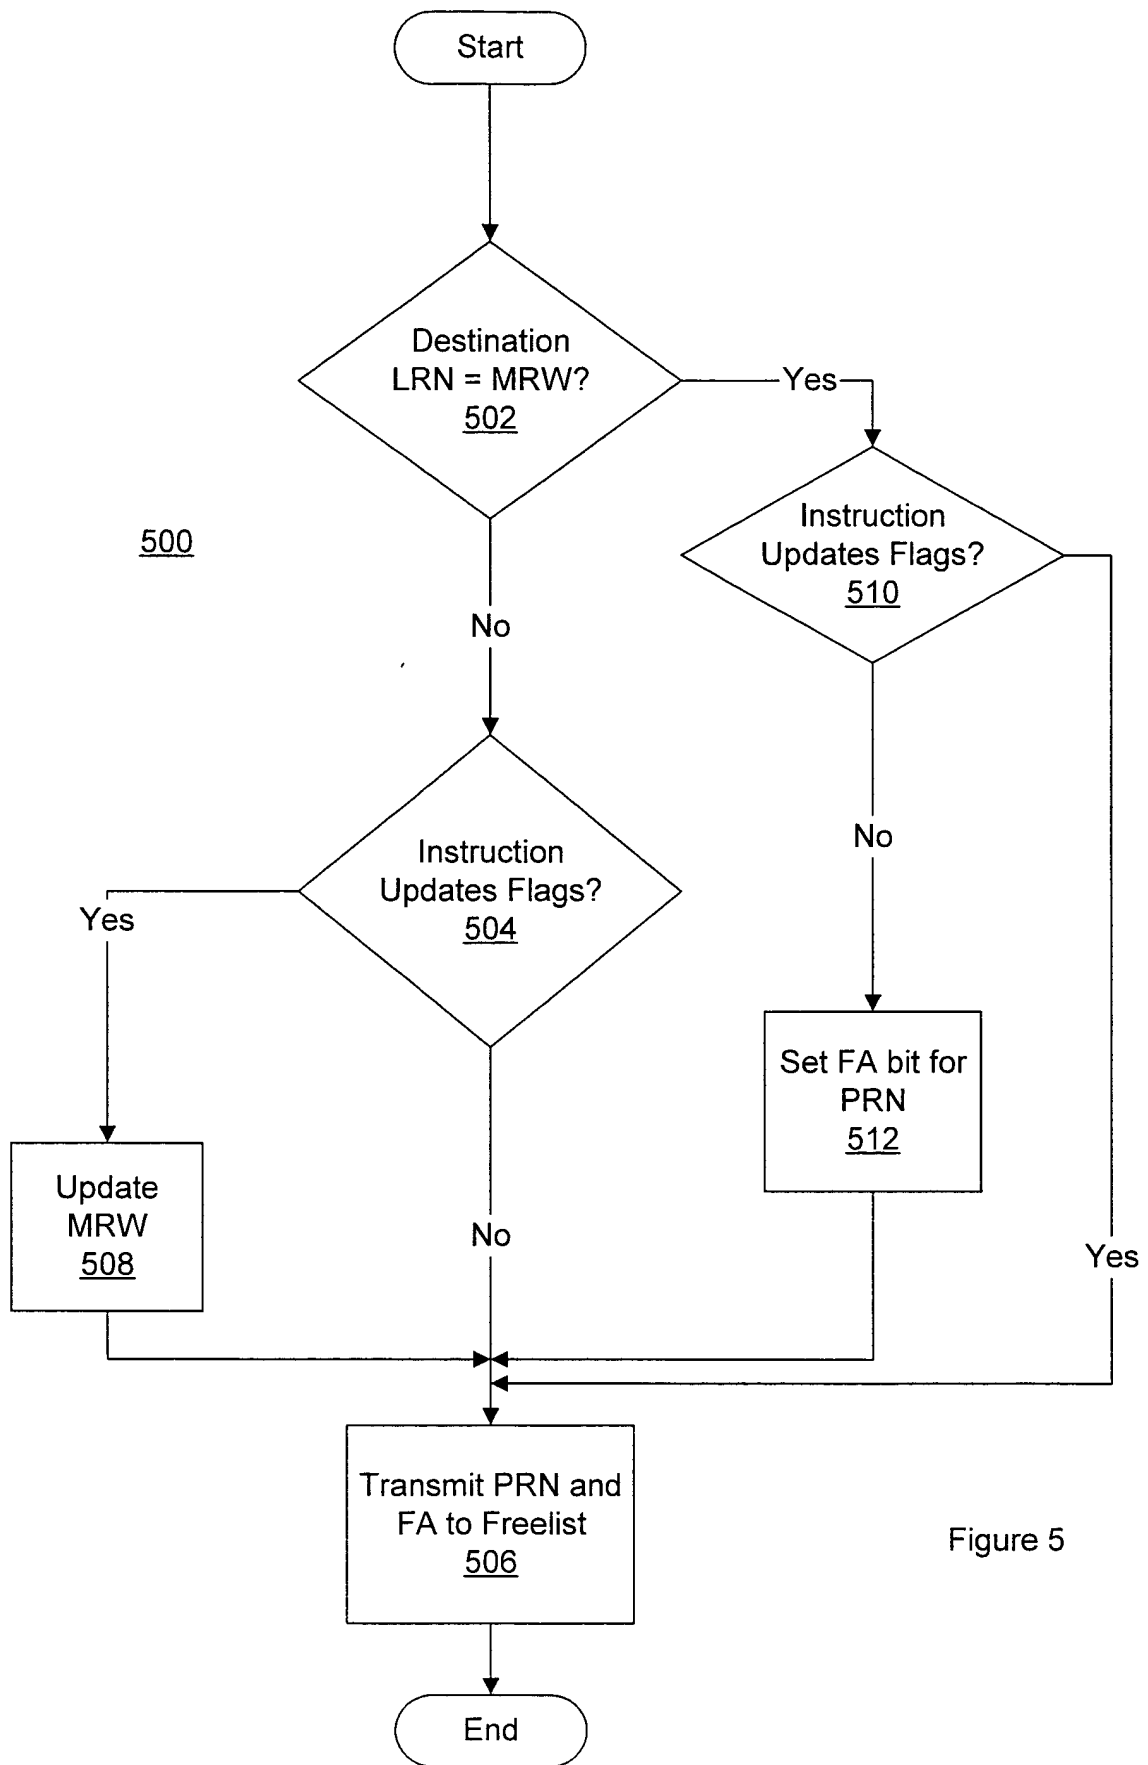 Start
Destination
LRN = MRW?
502
Yes
Instruction
Updates Flags?
510
500
No
No
Instruction
Updates Flags?
504
Yes
Set FA bit for
PRN
512
Update
MRW
508
No
Yes
Transmit PRN and
FA to Freelist
506
Figure 5
End